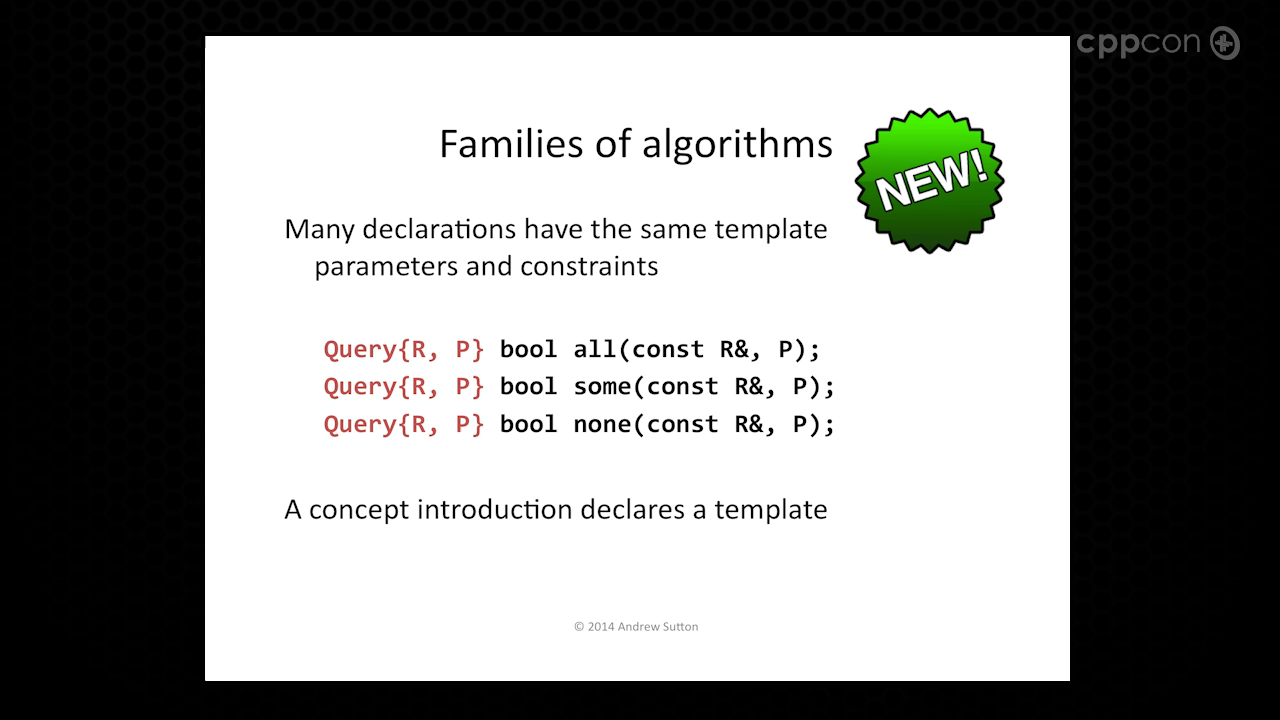 cppcon
Families of algorithms
NEW!
Many declarations have the same template
parameters and constraints
Query{R, P} bool all(const R&, P);
Query{R, P} bool some(const R&, P);
Query{R, P} bool none(const R&, P);
A concept introduction declares a template
© 2014 Andrew Sutton